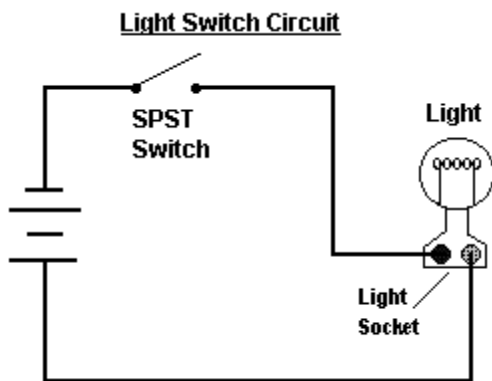 Light Switch Circuit
SPST
Switch
Light
Light
Socket